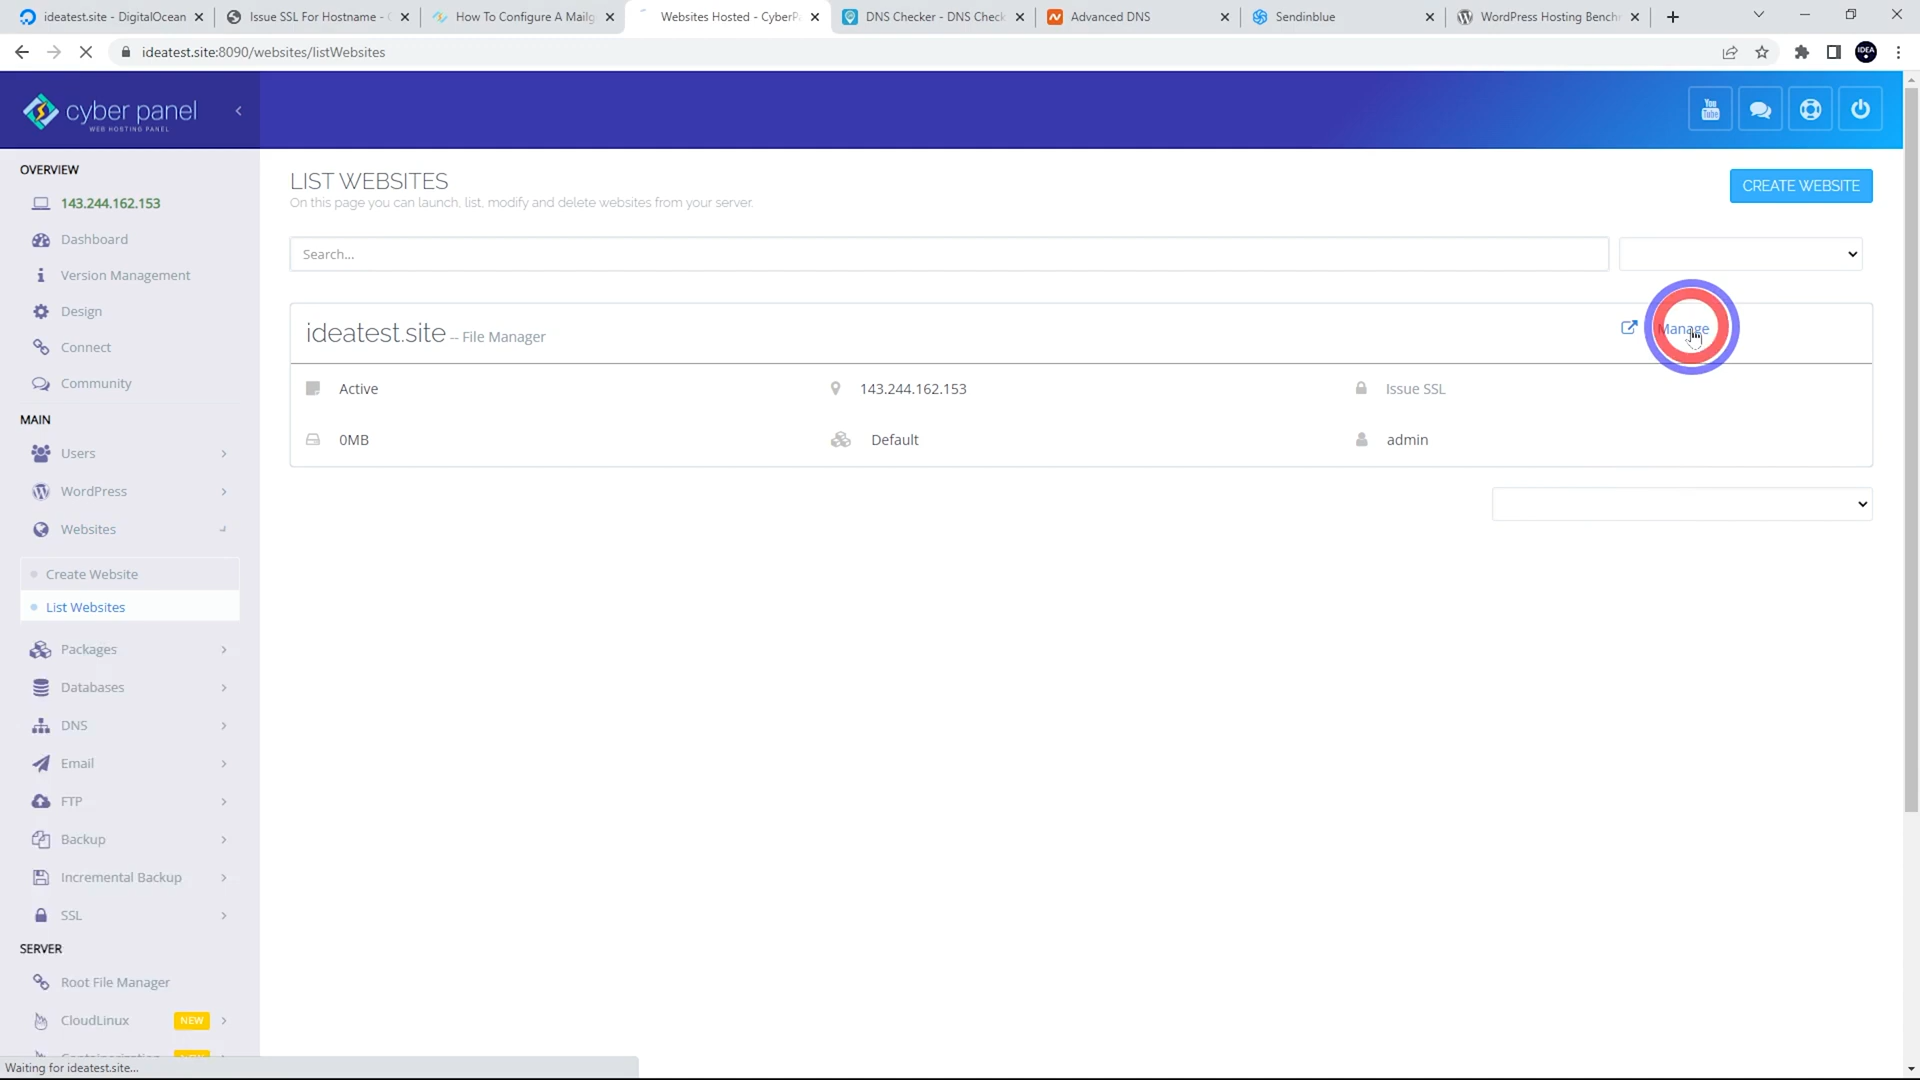 ideatest.site - DigitalOcean
Issue SSL For Hostname - C
How To Configure A Mailg
Websites Hosted - CyberPa
DNS Checker - DNS Check
Advanced DNS
Sendinblue
WordPress Hosting Bench
ideatest.site:8090/websites/listWebsites
IDEA
cyber panel
WEB HOSTING PANEL
You Tube
OVERVIEW
143.244.162.153
Dashboard
Version Management
Design
Connect
Community
MAIN
Users
WordPress
Websites
Create Website
List Websites
Packages
Databases
DNS
Email
FTP
Backup
Incremental Backup
SSL
SERVER
Root File Manager
CloudLinux NEW
LIST WEBSITES
On this page you can launch, list, modify and delete websites from your server.
CREATE WEBSITE
Search...
ideatest.site -- File Manager
Manage
Active
143.244.162.153
Issue SSL
0MB
Default
admin
Waiting for ideatest.site...